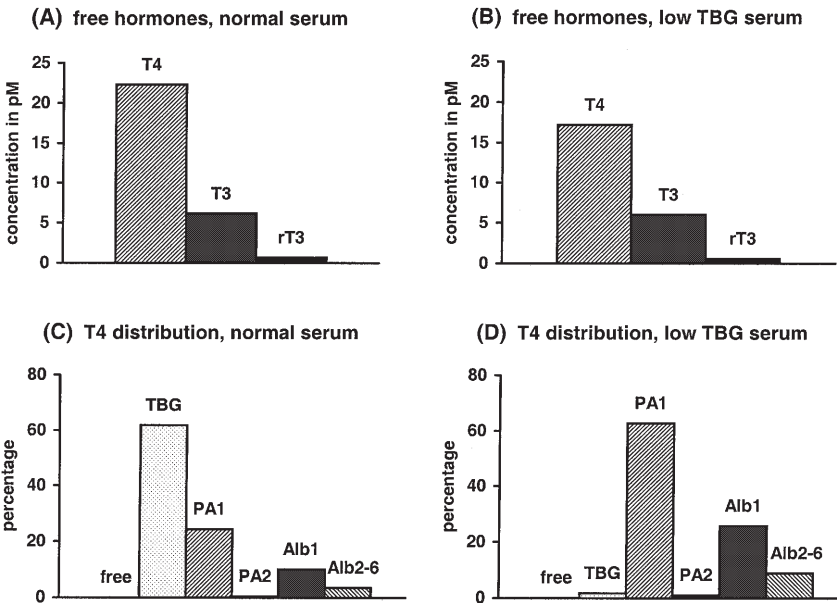 (A) free hormones, normal serum
concentration in pM
25
20
15
10
5
0
T4
T3
rT3
(B) free hormones, low TBG serum
concentration in pM
25
20
15
10
5
0
T4
T3
rT3
(C) T4 distribution, normal serum
percentage
80
60
40
20
0
free
TBG
PA1
PA2
Alb1
Alb2-6
(D) T4 distribution, low TBG serum
percentage
80
60
40
20
0
free
TBG
PA1
PA2
Alb1
Alb2-6